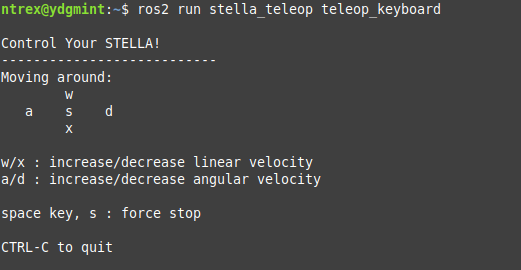 ntrex@ydgmint:~$ ros2 run stella_teleop teleop_keyboard
Control Your STELLA!
---------------------------
Moving around:
w
a s d
x
w/x : increase/decrease linear velocity
a/d : increase/decrease angular velocity
space key, s : force stop
CTRL-C to quit